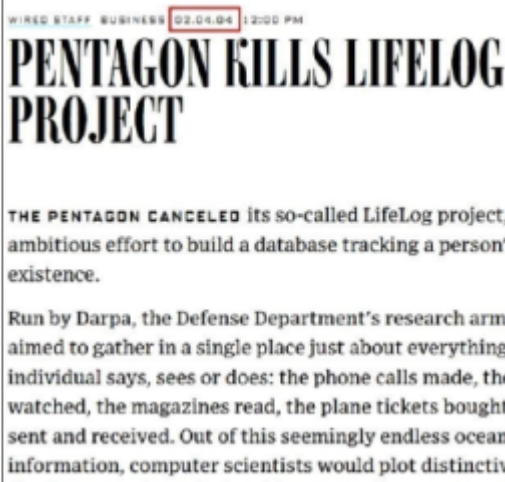 WIRED STAFF BUSINESS 02.04.04 12:00 PM
PENTAGON KILLS LIFELOG
PROJECT
THE PENTAGON CANCELED its so-called LifeLog project,
ambitious effort to build a database tracking a person'
existence.
Run by Darpa, the Defense Department's research arm
aimed to gather in a single place just about everything
individual says, sees or does: the phone calls made, the
watched, the magazines read, the plane tickets bought
sent and received. Out of this seemingly endless ocean
information, computer scientists would plot distinctiv